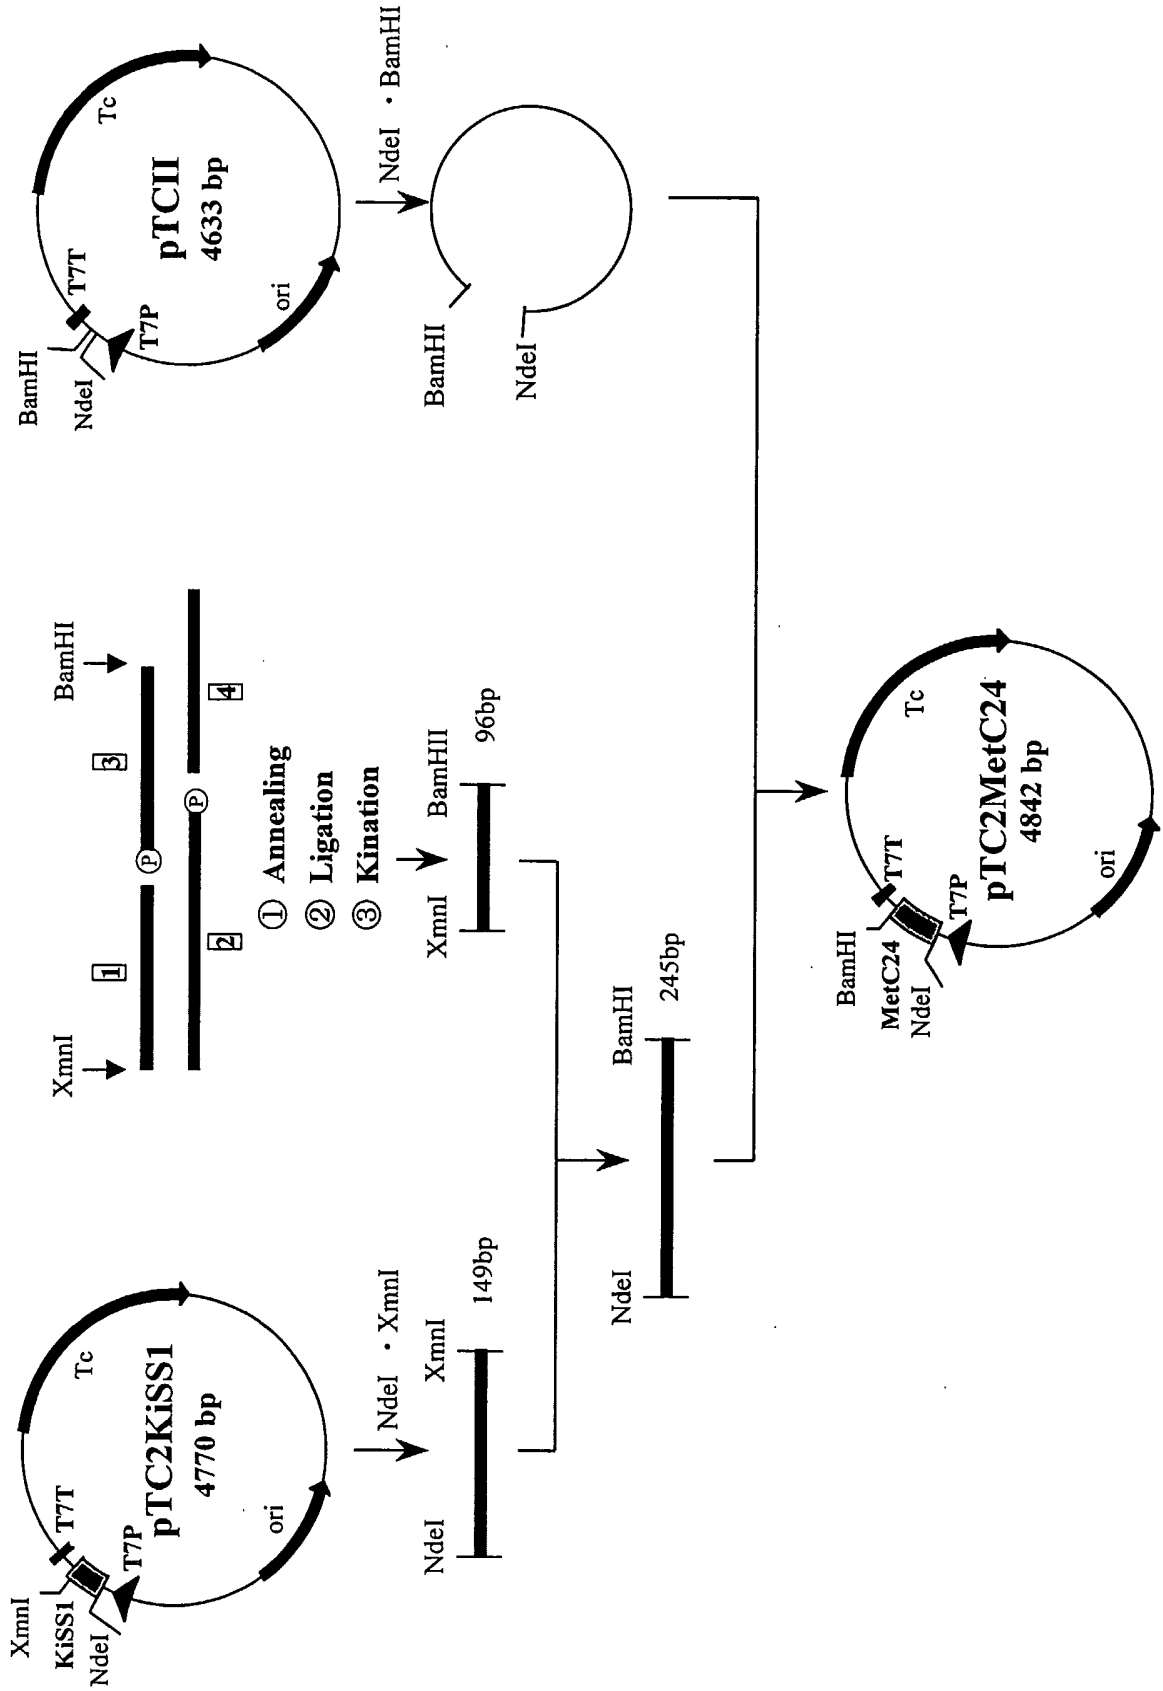 XmnI
KiSS1
NdeI
T7T
T7P
Tc
pTC2KiSS1
4770 bp
ori
NdeI · XmnI
NdeI
XmnI
149bp
XmnI
BamHI
1
3
P
P
2
4
① Annealing
② Ligation
③ Kination
XmnI
BamHII
96bp
NdeI
BamHI
245bp
BamHI
NdeI
T7T
T7P
Tc
pTCII
4633 bp
ori
NdeI · BamHI
BamHI
NdeI
BamHI
MetC24
NdeI
T7T
T7P
Tc
pTC2MetC24
4842 bp
ori